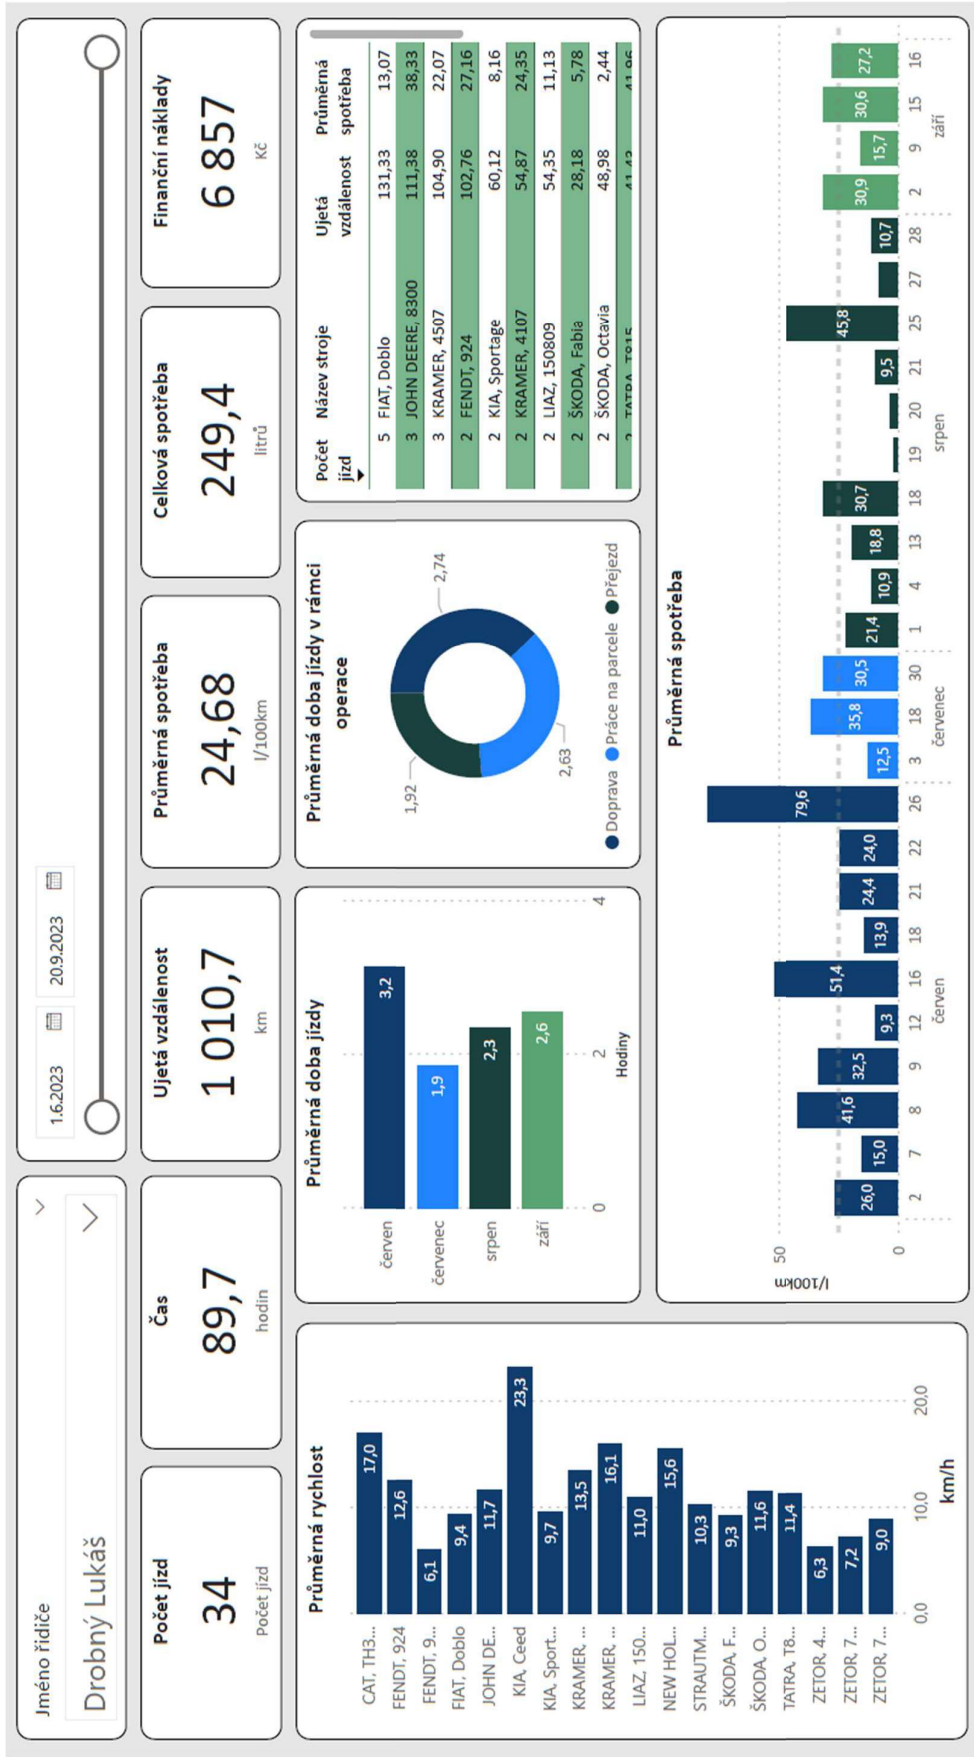 Jméno řidiče
Drobný Lukáš
1.6.2023
20.9.2023
Počet jízd
34
Počet jízd
Čas
89,7
hodin
Ujetá vzdálenost
1 010,7
km
Průměrná spotřeba
24,68
l/100km
Celková spotřeba
249,4
litrů
Finanční náklady
6 857
Kč
Průměrná rychlost
CAT, TH3... 17,0
FENDT, 924 12,6
FENDT, 9... 6,1
FIAT, Doblo 9,4
JOHN DE... 11,7
KIA, Ceed 23,3
KIA, Sport... 9,7
KRAMER, ... 13,5
KRAMER, ... 16,1
LIAZ, 150... 11,0
NEW HOL... 15,6
STRAUTM... 10,3
ŠKODA, F... 9,3
ŠKODA, O... 11,6
TATRA, T8... 11,4
ZETOR, 4... 6,3
ZETOR, 7... 7,2
ZETOR, 7... 9,0
0,0 10,0 20,0
km/h
Průměrná doba jízdy
červen 3,2
červenec 1,9
srpen 2,3
září 2,6
0 2 4
Hodiny
Průměrná doba jízdy v rámci
operace
1,92
2,74
2,63
Doprava Práce na parcele Přejezd
Počet jízd Název stroje Ujetá vzdálenost Průměrná spotřeba
5 FIAT, Doblo 131,33 13,07
3 JOHN DEERE, 8300 111,38 38,33
3 KRAMER, 4507 104,90 22,07
2 FENDT, 924 102,76 27,16
2 KIA, Sportage 60,12 8,16
2 KRAMER, 4107 54,87 24,35
2 LIAZ, 150809 54,35 11,13
2 ŠKODA, Fabia 28,18 5,78
2 ŠKODA, Octavia 48,98 2,44
2 TATRA, T815 41,43 41,96
Průměrná spotřeba
l/100km
50
0
26,0 15,0 41,6 32,5 9,3 51,4 13,9 24,4 24,0 79,6 12,5 35,8 30,5 21,4 10,9 18,8 30,7 9,5 45,8 10,7 30,9 15,7 30,6 27,2
2 7 8 9 12 16 18 21 22 26 3 18 30 1 4 13 18 19 20 21 25 27 28 2 9 15 16
červen červenec srpen září